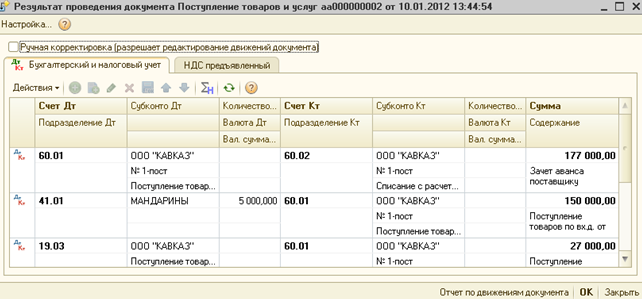 Результат проведения документа Поступление товаров и услуг аа000000002 от 10.01.2012 13:44:54
Настройка...
Ручная корректировка (разрешает редактирование движений документа)
Бухгалтерский и налоговый учет НДС предъявленный
Действия
Счет Дт Субконто Дт Количество... Счет Кт Субконто Кт Количество... Сумма
Подразделение Дт Валюта Дт Подразделение Кт Валюта Кт Содержание
Вал. сумма... Вал. сумма...
60.01 ООО "КАВКАЗ" 60.02 ООО "КАВКАЗ" 177 000,00
№ 1-пост № 1-пост Зачет аванса
Поступление товар... Списание с расчет... поставщику
41.01 МАНДАРИНЫ 5 000,000 60.01 ООО "КАВКАЗ" 150 000,00
№ 1-пост Поступление
Поступление товар... товаров по вх.д. от
19.03 ООО "КАВКАЗ" 60.01 ООО "КАВКАЗ" 27 000,00
Поступление товар... № 1-пост Поступление
Отчет по движениям документа OK Закрыть